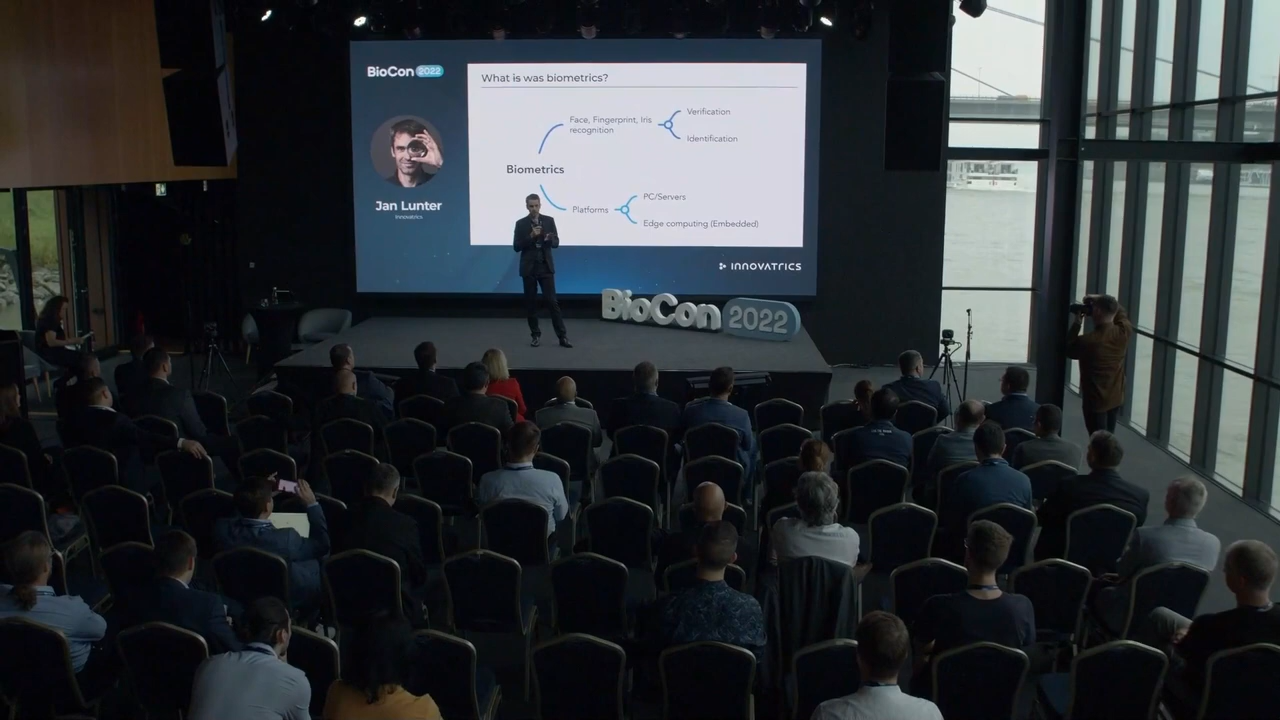 BioCon 2022
Jan Lunter
Innovatrics
What is was biometrics?
Face, Fingerprint, Iris
recognition
Verification
Identification
Biometrics
Platforms
PC/Servers
Edge computing (Embedded)
INNOVATRICS
BioCon 2022